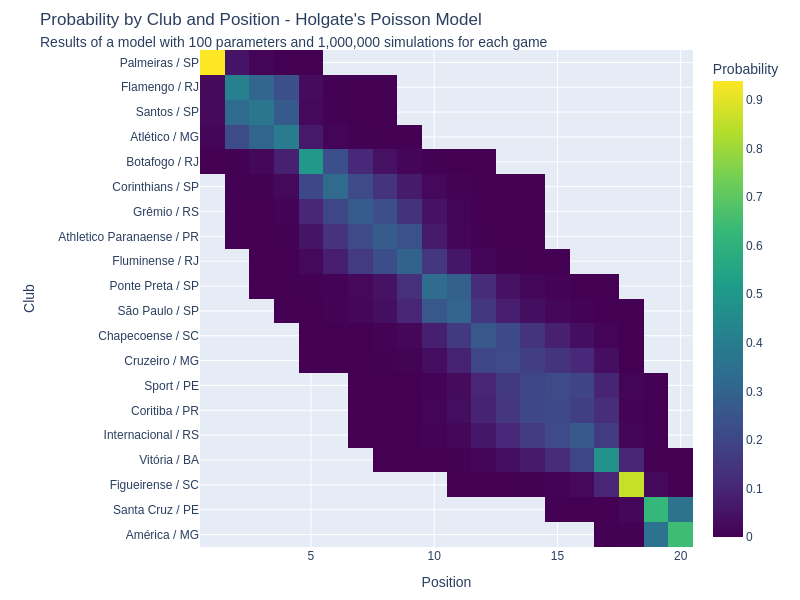 Probability by Club and Position - Holgate's Poisson Model
Results of a model with 100 parameters and 1,000,000 simulations for each game
Probability
Palmeiras / SP
Flamengo / RJ
Santos / SP
Atlético / MG
Botafogo / RJ
Corinthians / SP
Grêmio / RS
Athletico Paranaense / PR
Fluminense / RJ
Ponte Preta / SP
São Paulo / SP
Chapecoense / SC
Cruzeiro / MG
Sport / PE
Coritiba / PR
Internacional / RS
Vitória / BA
Figueirense / SC
Santa Cruz / PE
América / MG
Club
5
10
15
20
Position
0.9
0.8
0.7
0.6
0.5
0.4
0.3
0.2
0.1
0